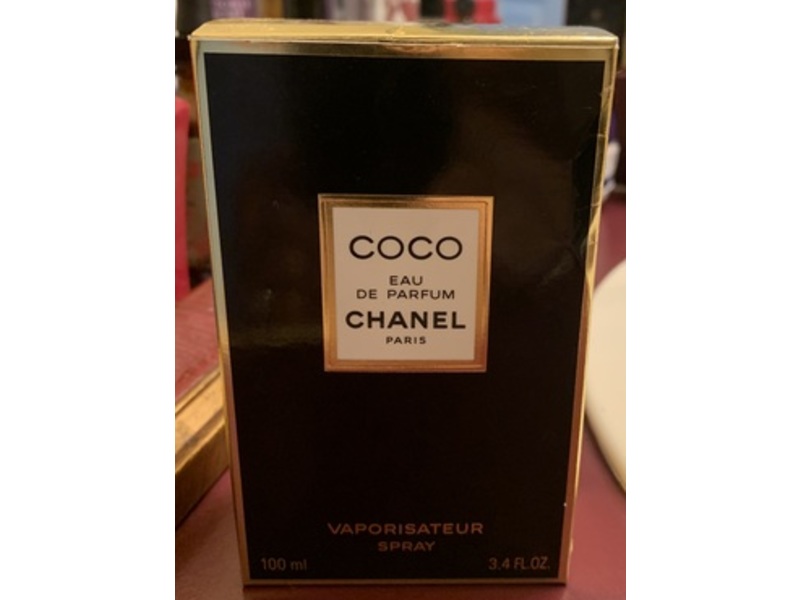 COCO
EAU
DE PARFUM
CHANEL
PARIS
VAPORISATEUR
SPRAY
100 ml 3.4 FL.OZ.